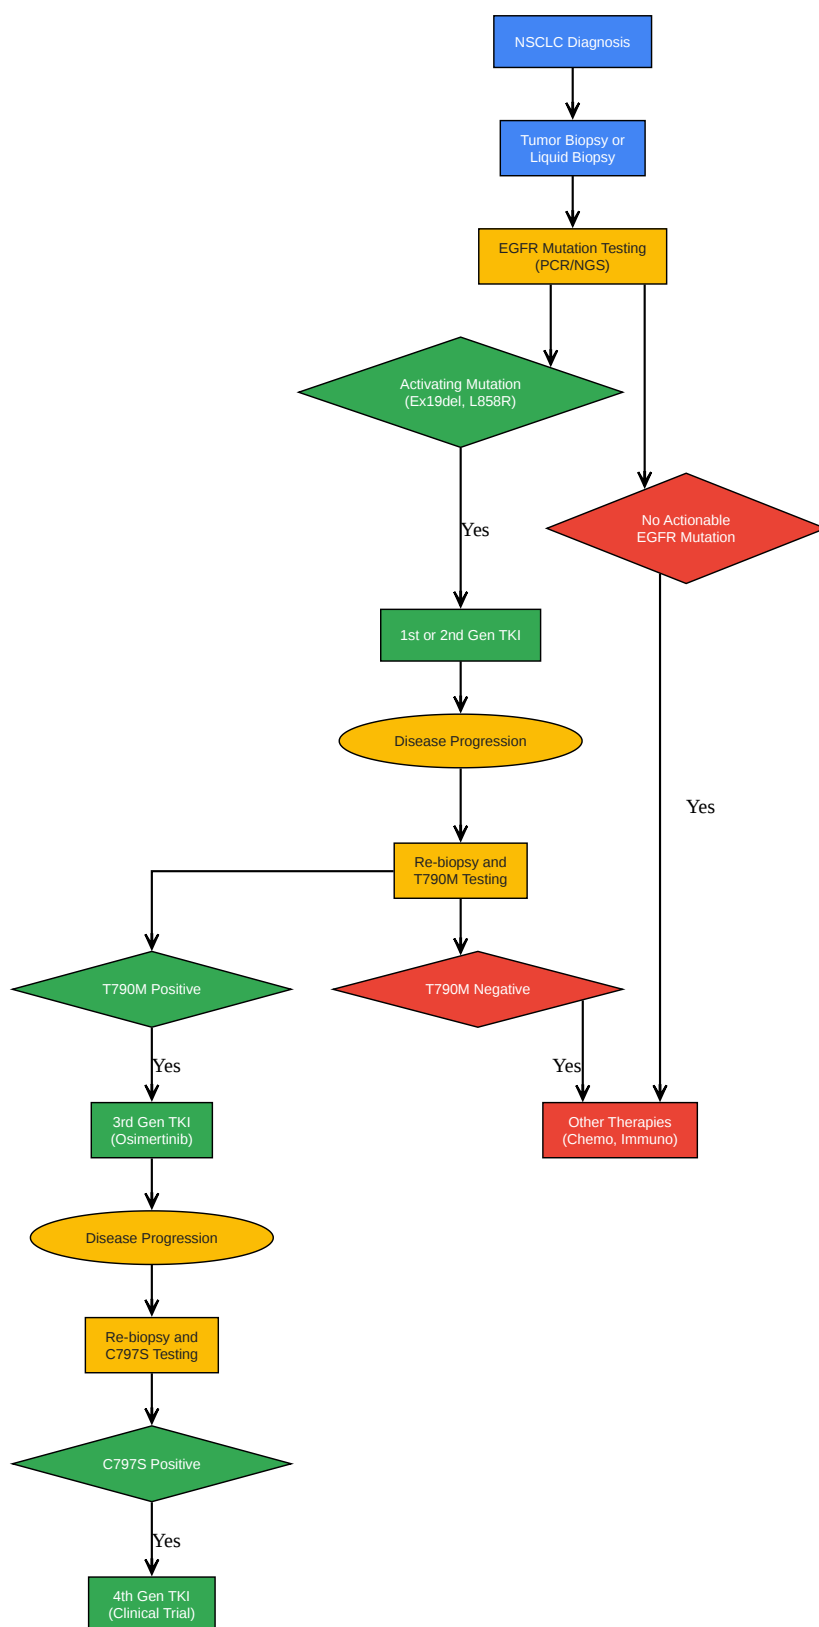 NSCLC Diagnosis
Tumor Biopsy or
Liquid Biopsy
EGFR Mutation Testing
(PCR/NGS)
Activating Mutation
(Ex19del, L858R)
No Actionable
EGFR Mutation
Yes
1st or 2nd Gen TKI
Disease Progression
Yes
Re-biopsy and
T790M Testing
T790M Positive
T790M Negative
Yes
Yes
3rd Gen TKI
(Osimertinib)
Other Therapies
(Chemo, Immuno)
Disease Progression
Re-biopsy and
C797S Testing
C797S Positive
Yes
4th Gen TKI
(Clinical Trial)